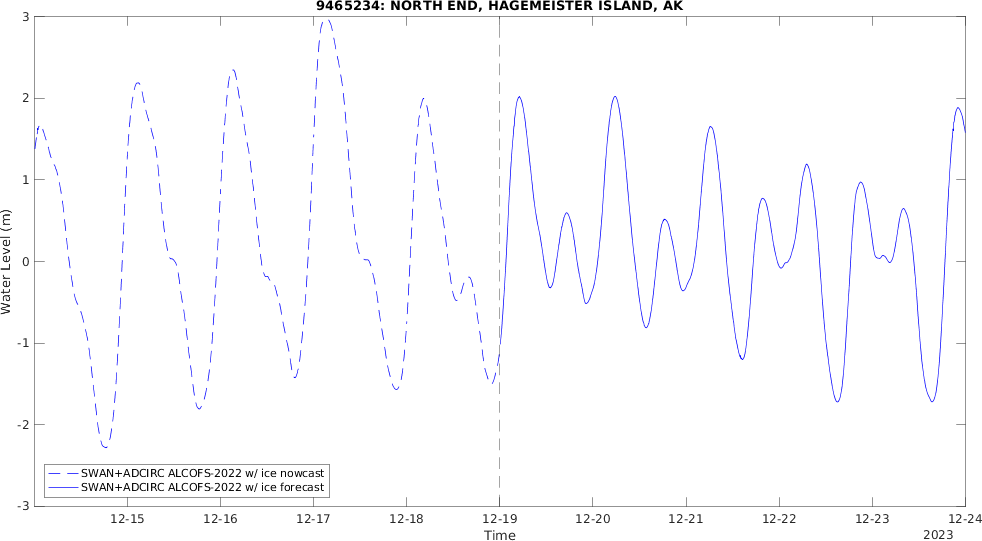 9465234: NORTH END, HAGEMEISTER ISLAND, AK
3
2
1
0
-1
-2
-3
Water Level (m)
SWAN+ADCIRC ALCOFS-2022 w/ ice nowcast
SWAN+ADCIRC ALCOFS-2022 w/ ice forecast
12-15 12-16 12-17 12-18 12-19 12-20 12-21 12-22 12-23 12-24
Time 2023